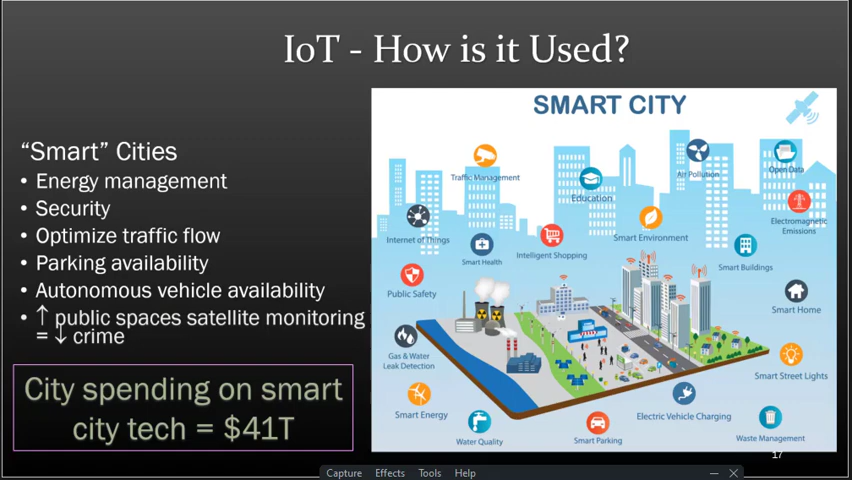 IoT - How is it Used?
SMART CITY
“Smart” Cities
• Energy management
• Security
• Optimize traffic flow
• Parking availability
• Autonomous vehicle availability
• ↑ public spaces satellite monitoring
= ↓ crime
City spending on smart
city tech = $41T
Traffic Management
Education
Air Pollution
Open Data
Internet of Things
Smart Health
Intelligent Shopping
Smart Environment
Electromagnetic
Emissions
Smart Buildings
Public Safety
Smart Home
Gas & Water
Leak Detection
Smart Street Lights
Smart Energy
Water Quality
Smart Parking
Electric Vehicle Charging
Waste Management
17
Capture Effects Tools Help